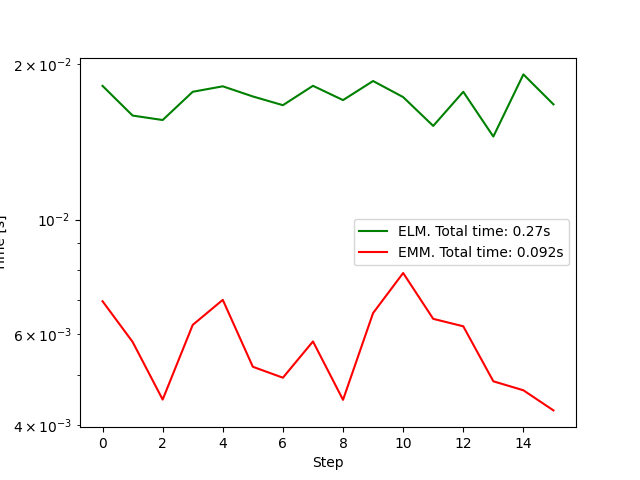 2 × 10⁻²
10⁻²
6 × 10⁻³
4 × 10⁻³
ELM. Total time: 0.27s
EMM. Total time: 0.092s
0 2 4 6 8 10 12 14
Step